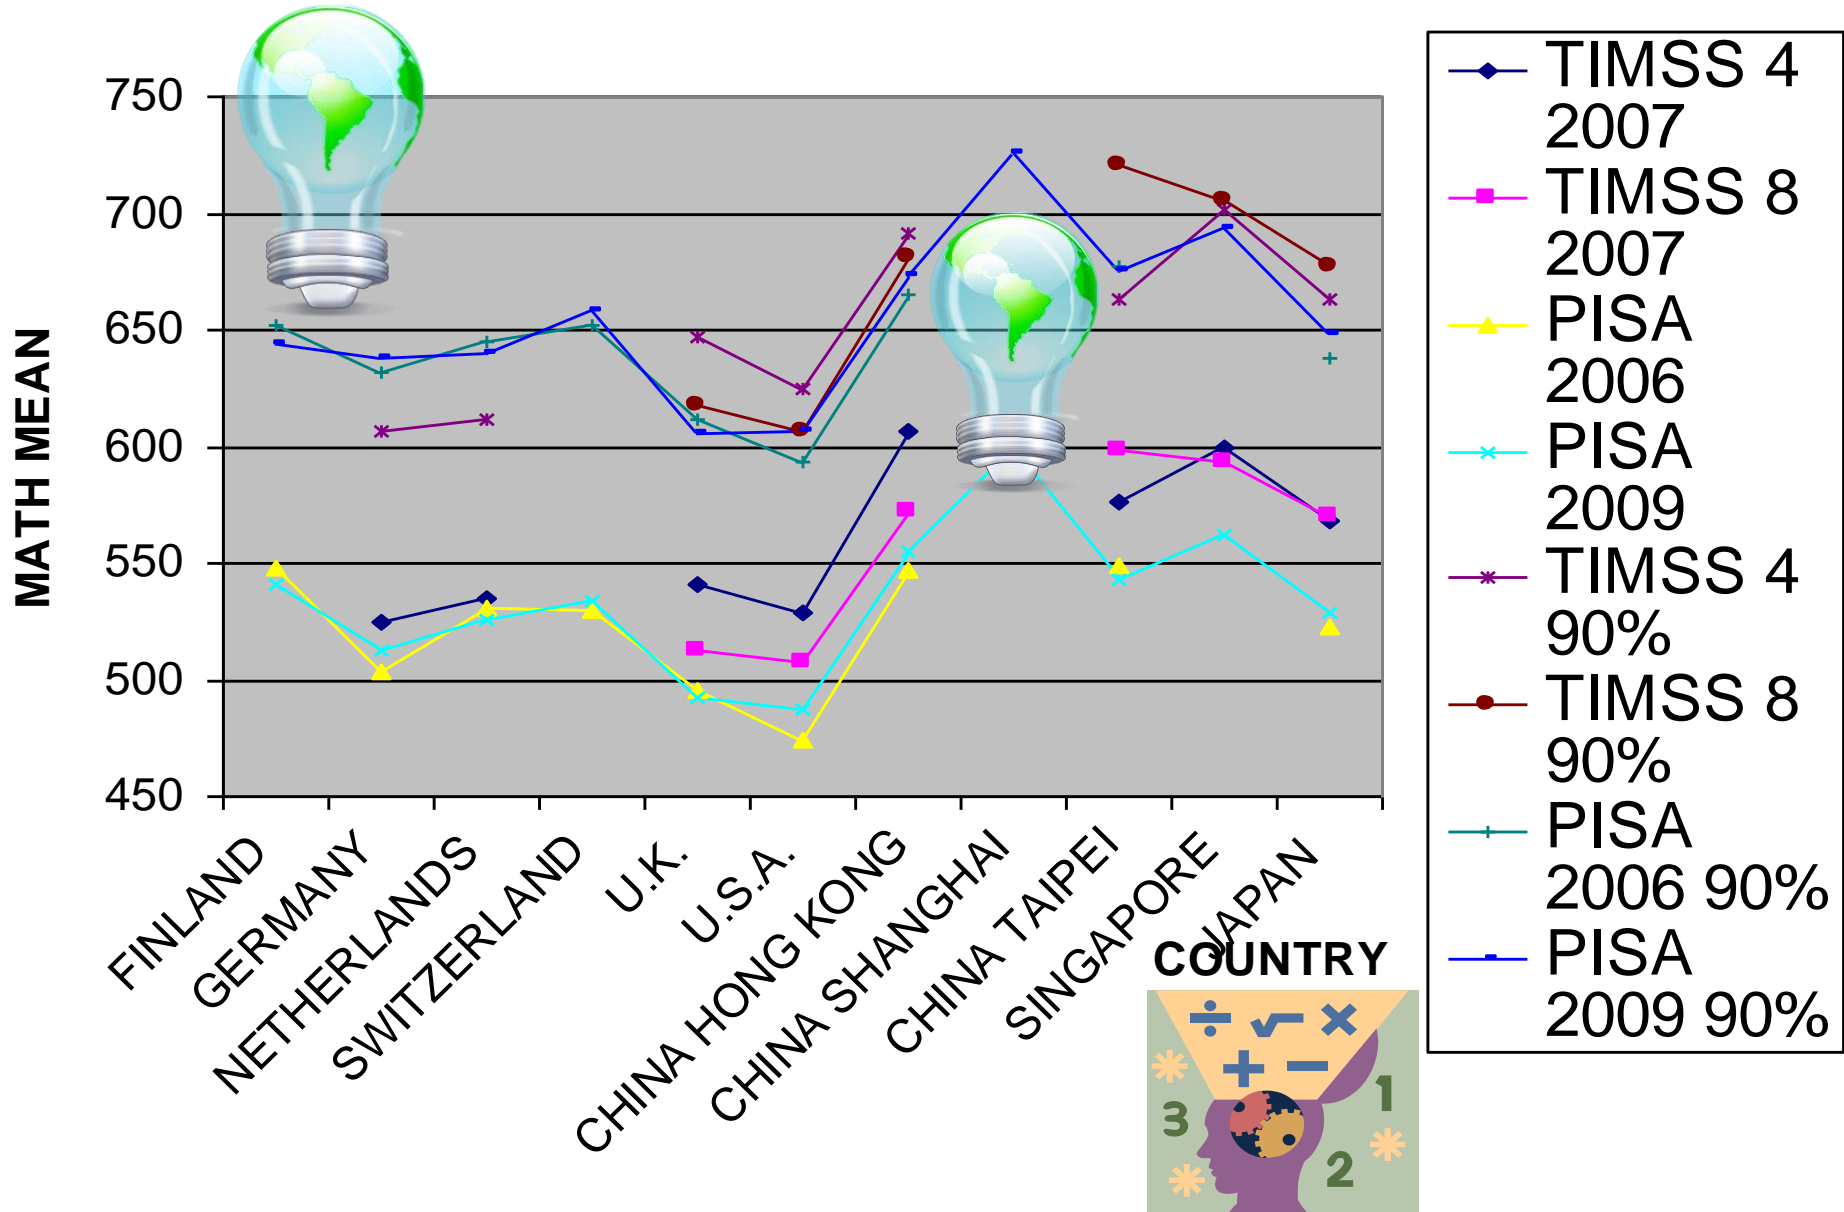 750
700
650
600
550
500
450
MATH MEAN
FINLAND
GERMANY
NETHERLANDS
SWITZERLAND
U.K.
U.S.A.
CHINA HONG KONG
CHINA SHANGHAI
CHINA TAIPEI
SINGAPORE
JAPAN
COUNTRY
÷ √ ×
+ −
3
1
2
TIMSS 4
2007
TIMSS 8
2007
PISA
2006
PISA
2009
TIMSS 4
90%
TIMSS 8
90%
PISA
2006 90%
PISA
2009 90%